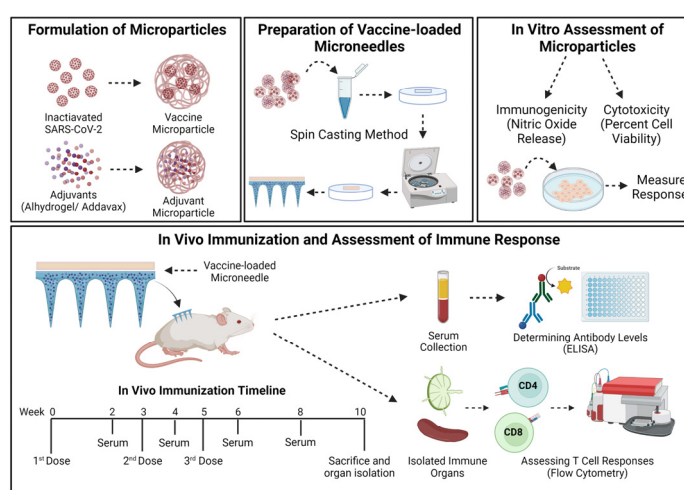 Formulation of Microparticles
Inactiavated
SARS-CoV-2
Vaccine
Microparticle
Adjuvants
(Alhydrogel/ Addavax)
Adjuvant
Microparticle
Preparation of Vaccine-loaded
Microneedles
Spin Casting Method
In Vitro Assessment of
Microparticles
Immunogenicity
(Nitric Oxide
Release)
Cytotoxicity
(Percent Cell
Viability)
Measure
Response
In Vivo Immunization and Assessment of Immune Response
Vaccine-loaded
Microneedle
Serum
Collection
Substrate
Determining Antibody Levels
(ELISA)
In Vivo Immunization Timeline
Week 0 2 3 4 5 6 8 10
Serum Serum Serum Serum
1st Dose 2nd Dose 3rd Dose
Sacrifice and
organ isolation
Isolated Immune
Organs
CD4
CD8
Assessing T Cell Responses
(Flow Cytometry)